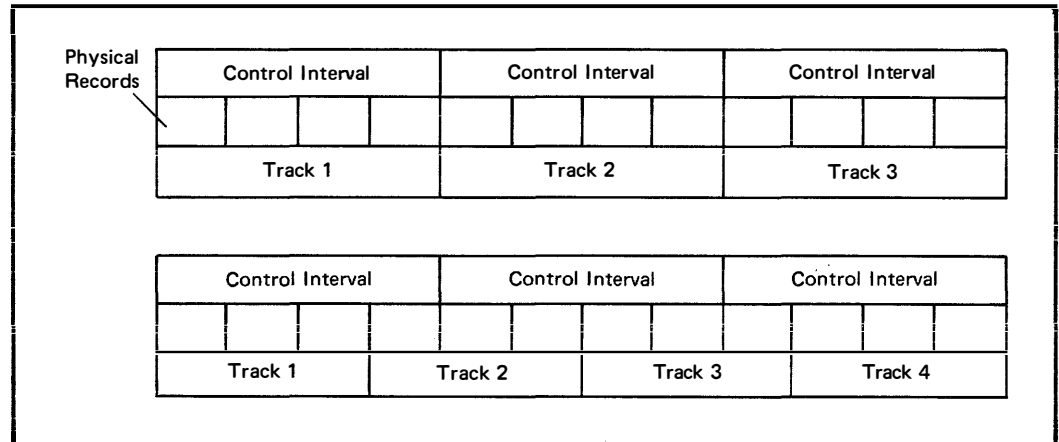 Physical
Records
Control Interval Control Interval Control Interval
Track 1 Track 2 Track 3
Control Interval Control Interval Control Interval
Track 1 Track 2 Track 3 Track 4